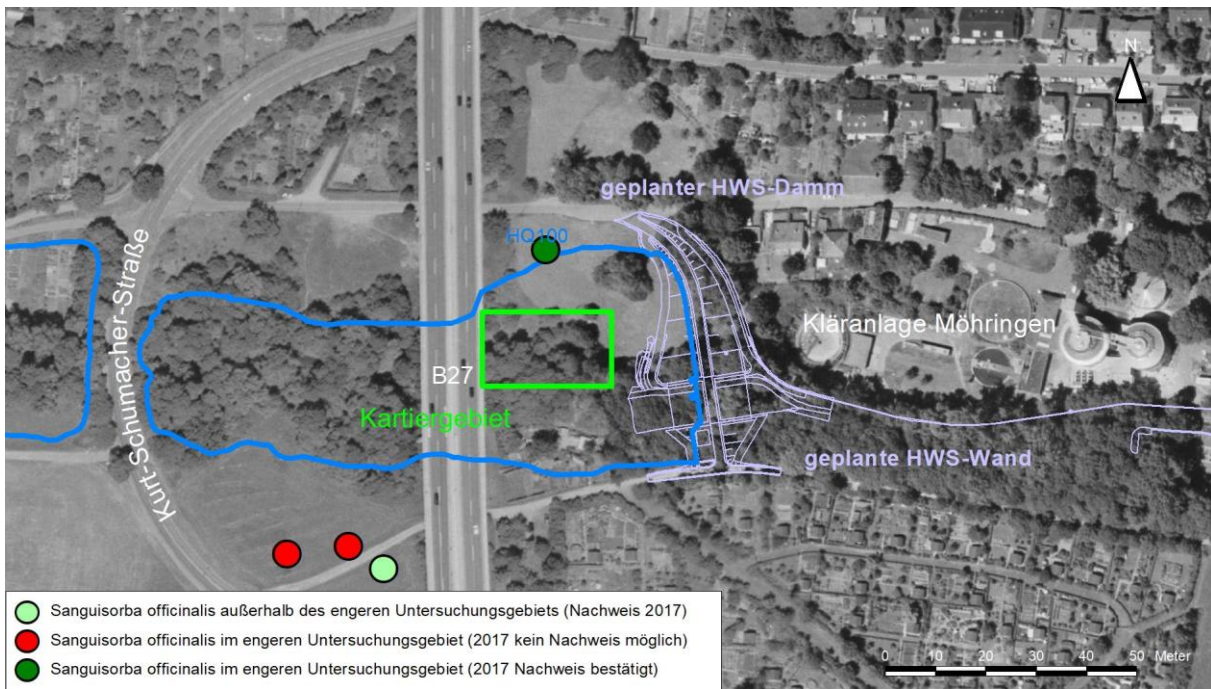 N
geplanter HWS-Damm
HQ100
Kurt-Schumacher-Straße
Kläranlage Möhringen
B27
Kartiergebiet
geplante HWS-Wand
Sanguisorba officinalis außerhalb des engeren Untersuchungsgebiets (Nachweis 2017)
Sanguisorba officinalis im engeren Untersuchungsgebiet (2017 kein Nachweis möglich)
Sanguisorba officinalis im engeren Untersuchungsgebiet (2017 Nachweis bestätigt)
0 10 20 30 40 50 Meter